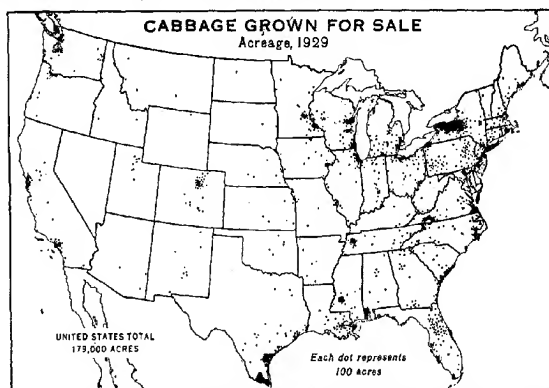 CABBAGE GROWN FOR SALE
Acreage, 1929
UNITED STATES TOTAL
179,000 ACRES
Each dot represents
100 acres